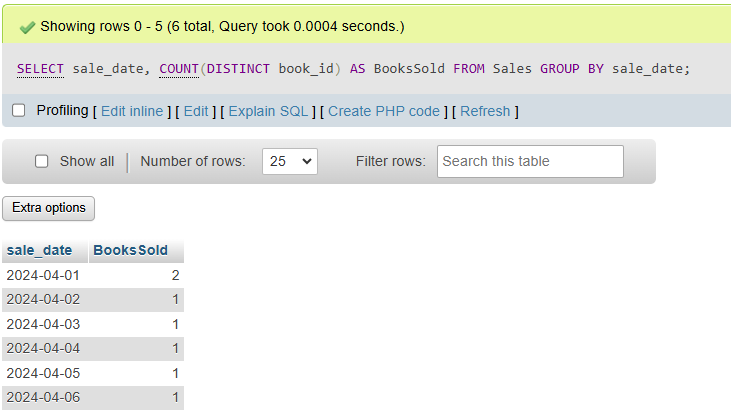 Showing rows 0 - 5 (6 total, Query took 0.0004 seconds.)
SELECT sale_date, COUNT(DISTINCT book_id) AS BooksSold FROM Sales GROUP BY sale_date;
Profiling [ Edit inline ] [ Edit ] [ Explain SQL ] [ Create PHP code ] [ Refresh ]
Show all | Number of rows: 25 Filter rows: Search this table
Extra options
sale_date BooksSold
2024-04-01 2
2024-04-02 1
2024-04-03 1
2024-04-04 1
2024-04-05 1
2024-04-06 1